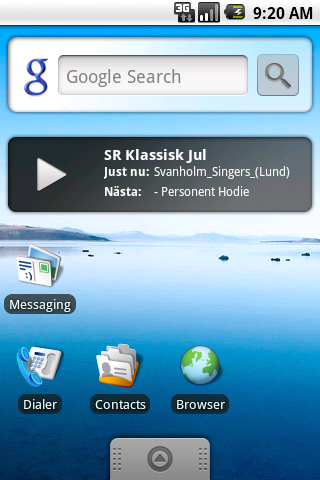 3G
9:20 AM
g
Google Search
SR Klassisk Jul
Just nu: Svanholm_Singers_(Lund)
Nästa: - Personent Hodie
Messaging
Dialer
Contacts
Browser